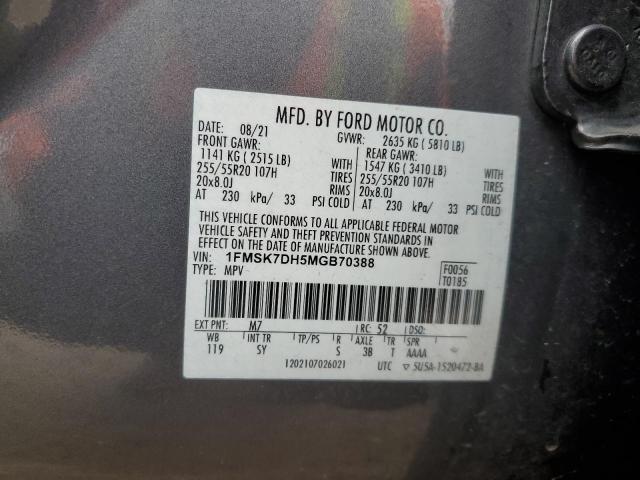 MFD. BY FORD MOTOR CO.
DATE: 08/21 GVWR: 2635 KG ( 5810 LB)
FRONT GAWR: REAR GAWR:
1141 KG ( 2515 LB) WITH 1547 KG ( 3410 LB) WITH
255/55R20 107H TIRES 255/55R20 107H TIRES
20x8.0J RIMS 20x8.0J RIMS
AT 230 kPa/ 33 PSI COLD AT 230 kPa/ 33 PSI COLD
THIS VEHICLE CONFORMS TO ALL APPLICABLE FEDERAL MOTOR
VEHICLE SAFETY AND THEFT PREVENTION STANDARDS IN
EFFECT ON THE DATE OF MANUFACTURE SHOWN ABOVE.
VIN: 1FMSK7DH5MGB70388
TYPE: MPV
F0056
T0185
EXT PNT: M7 RC: 52 DSO:
WB INT TR TP/PS R AXLE TR SPR
119 SY S 3B T AAAA
1202107026021 UTC ▽ 5U5A-1520472-BA